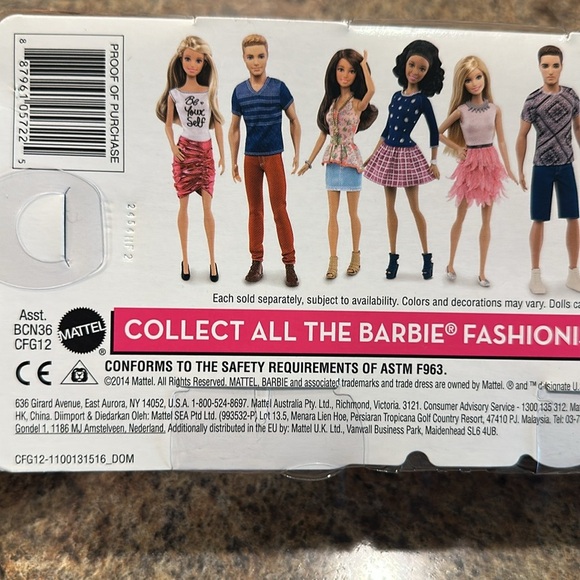 PROOF OF PURCHASE
8 87961 05722 5
Be
Your
Self
Each sold separately, subject to availability. Colors and decorations may vary. Dolls ca
Asst.
BCN36
CFG12
MATTEL
COLLECT ALL THE BARBIE® FASHIONI
CE
CONFORMS TO THE SAFETY REQUIREMENTS OF ASTM F963.
©2014 Mattel. All Rights Reserved. MATTEL, BARBIE and associated trademarks and trade dress are owned by Mattel. ® and ™ designate U.
636 Girard Avenue, East Aurora, NY 14052, U.S.A. 1-800-524-8697. Mattel Australia Pty. Ltd., Richmond, Victoria. 3121. Consumer Advisory Service - 1300 135 312. Ma
HK, China. Diimport & Diedarkan Oleh: Mattel SEA Ptd Ltd. (993532-P) Lot 13.5, Menara Lien Hoe, Persiaran Tropicana Golf Country Resort, 47410 PJ. Malaysia. Tel: 03-7
Gondel 1, 1186 MJ Amstelveen, Nederland. Additionally distributed in the EU by: Mattel U.K. Ltd., Vanwall Business Park, Maidenhead SL6 4UB.
CFG12-1100131516_DOM